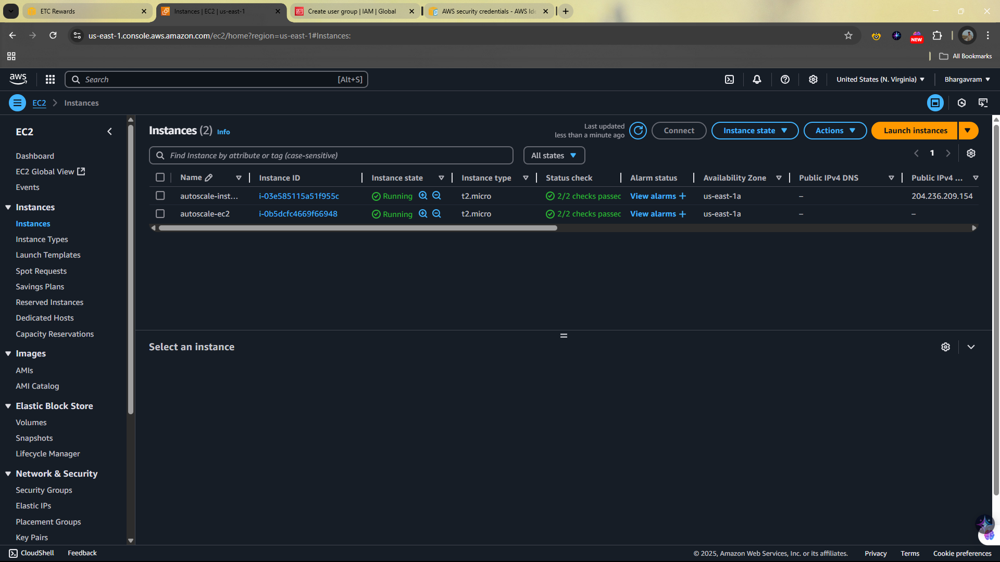 ETC Rewards
Instances | EC2 | us-east-1
Create user group | IAM | Global
AWS security credentials - AWS Ide
us-east-1.console.aws.amazon.com/ec2/home?region=us-east-1#Instances:
NEW
All Bookmarks
aws
Search [Alt+S]
United States (N. Virginia)
Bhargavram
EC2 > Instances
EC2
Dashboard
EC2 Global View
Events
Instances
Instances
Instance Types
Launch Templates
Spot Requests
Savings Plans
Reserved Instances
Dedicated Hosts
Capacity Reservations
Images
AMIs
AMI Catalog
Elastic Block Store
Volumes
Snapshots
Lifecycle Manager
Network & Security
Security Groups
Elastic IPs
Placement Groups
Key Pairs
Instances (2) Info
Last updated
less than a minute ago
Connect
Instance state
Actions
Launch instances
Find Instance by attribute or tag (case-sensitive)
All states
1
Name Instance ID Instance state Instance type Status check Alarm status Availability Zone Public IPv4 DNS Public IPv4 ...
autoscale-inst... i-03e585115a51f955c Running t2.micro 2/2 checks passec View alarms + us-east-1a – 204.236.209.154
autoscale-ec2 i-0b5dcfc4669f66948 Running t2.micro 2/2 checks passec View alarms + us-east-1a – –
Select an instance
CloudShell Feedback
© 2025, Amazon Web Services, Inc. or its affiliates. Privacy Terms Cookie preferences